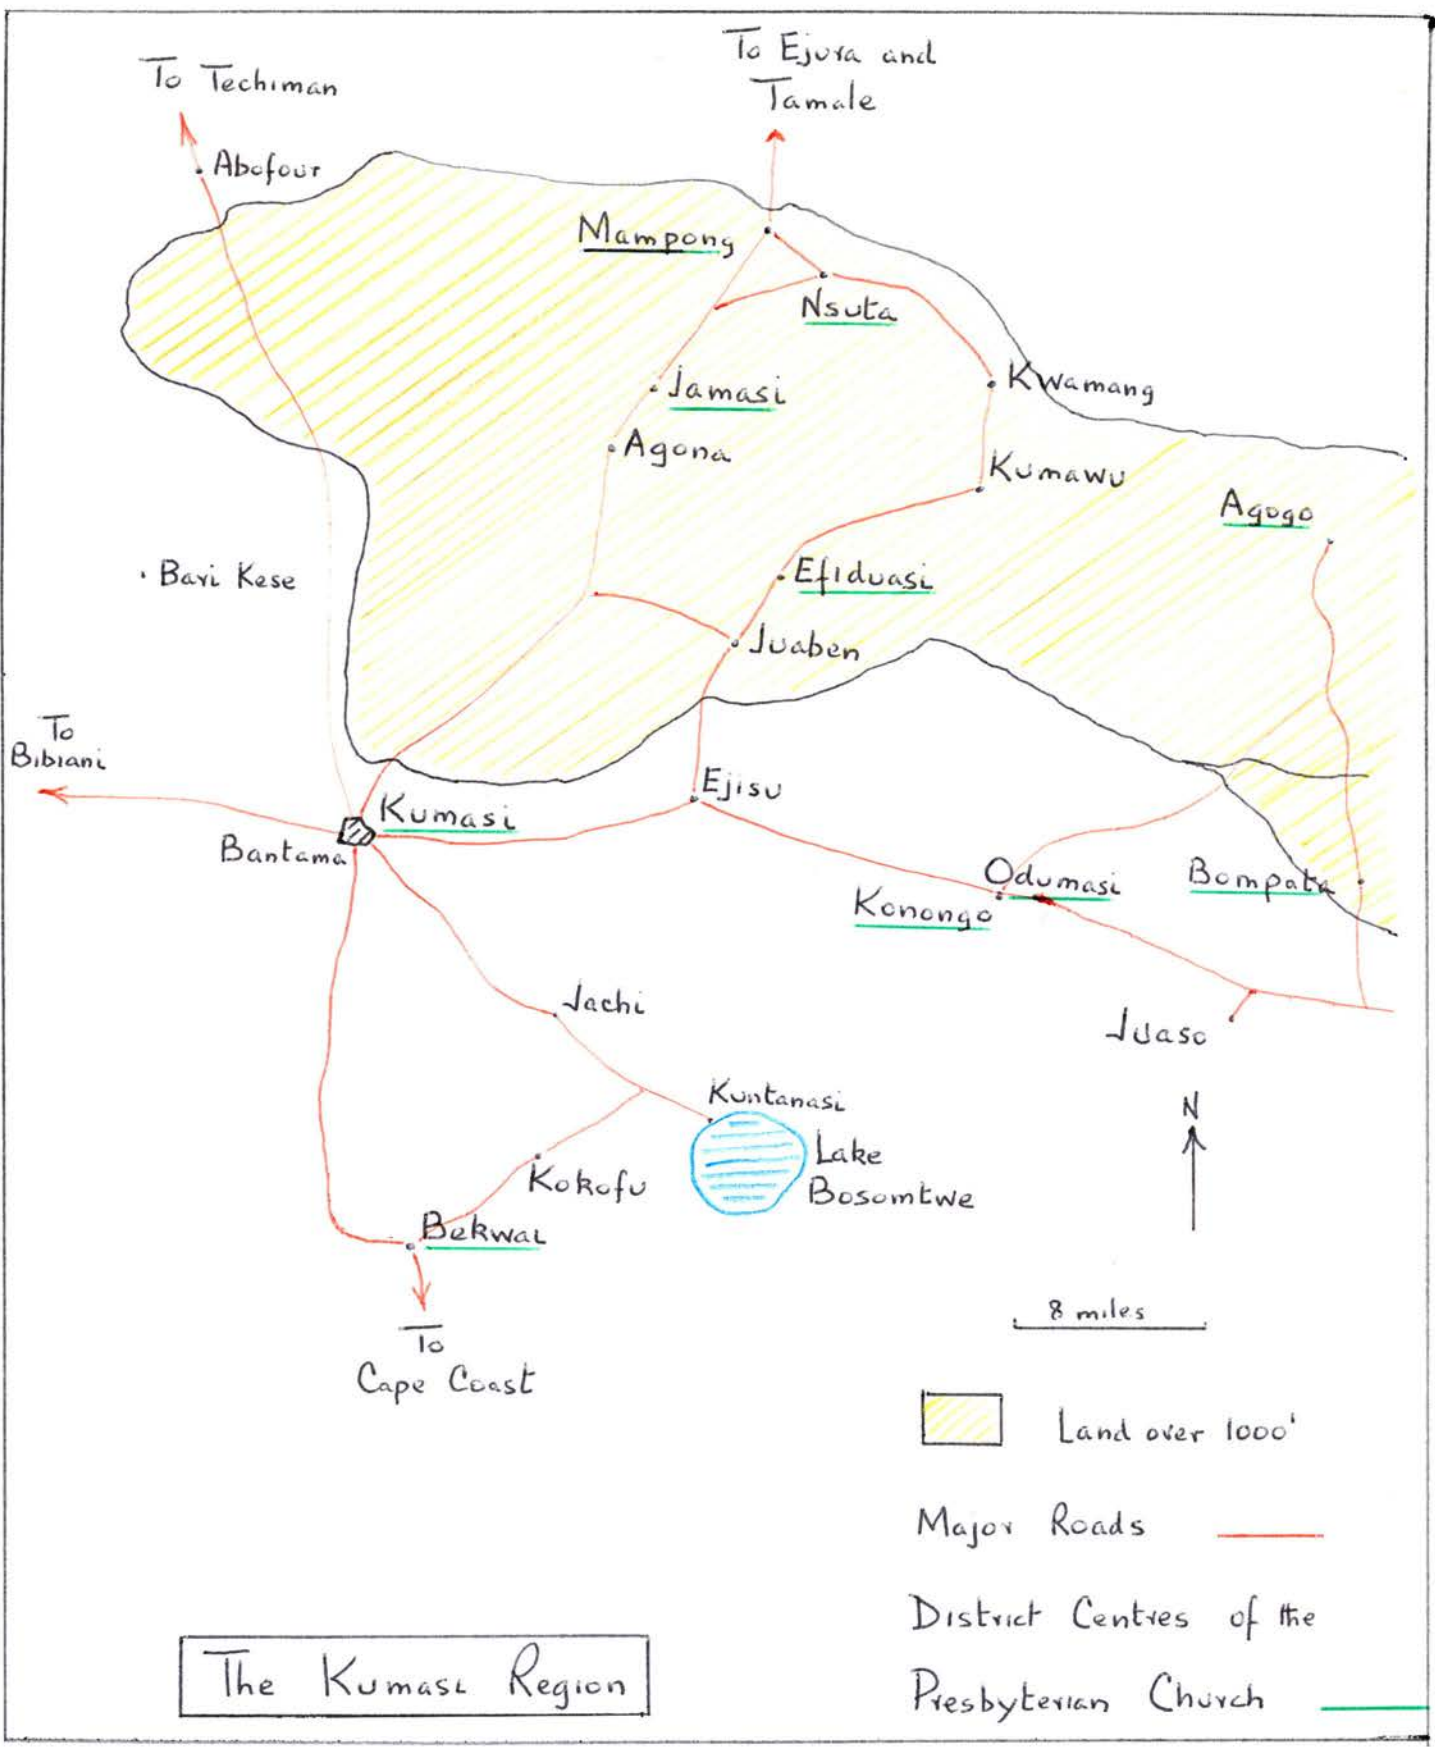 To Techiman
To Ejura and
Tamale
Abofour
Mampong
Nsuta
Jamasi
Kwamang
Agona
Kumawu
Agogo
Bari Kese
Efiduasi
Juaben
To
Bibiani
Ejisu
Kumasi
Bantama
Odumasi
Bompata
Konongo
Jachi
Juaso
Kuntanasi
N
Lake
Bosomtwe
Kokofu
Bekwai
8 miles
To
Cape Coast
Land over 1000'
Major Roads
District Centres of the
Presbyterian Church
The Kumasi Region